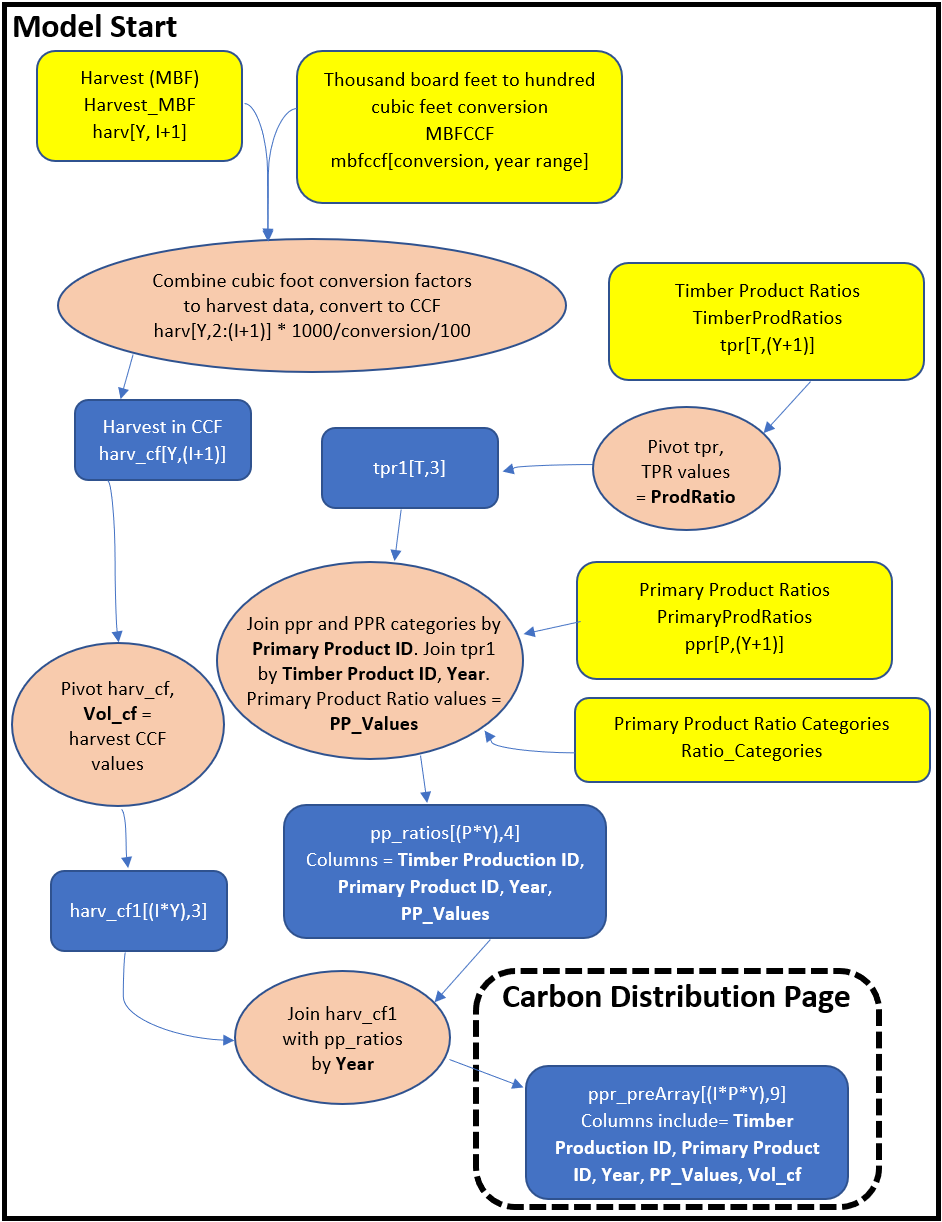 Model Start
Harvest (MBF)
Harvest_MBF
harv[Y, I+1]
Thousand board feet to hundred
cubic feet conversion
MBFCCF
mbfccf[conversion, year range]
Combine cubic foot conversion factors
to harvest data, convert to CCF
harv[Y,2:(I+1)] * 1000/conversion/100
Timber Product Ratios
TimberProdRatios
tpr[T,(Y+1)]
Harvest in CCF
harv_cf[Y,(I+1)]
tpr1[T,3]
Pivot tpr,
TPR values
= ProdRatio
Join ppr and PPR categories by
Primary Product ID. Join tpr1
by Timber Product ID, Year.
Primary Product Ratio values =
PP_Values
Primary Product Ratios
PrimaryProdRatios
ppr[P,(Y+1)]
Pivot harv_cf,
Vol_cf =
harvest CCF
values
Primary Product Ratio Categories
Ratio_Categories
pp_ratios[(P*Y),4]
Columns = Timber Production ID,
Primary Product ID, Year,
PP_Values
harv_cf1[(I*Y),3]
Join harv_cf1
with pp_ratios
by Year
Carbon Distribution Page
ppr_preArray[(I*P*Y),9]
Columns include= Timber
Production ID, Primary Product
ID, Year, PP_Values, Vol_cf